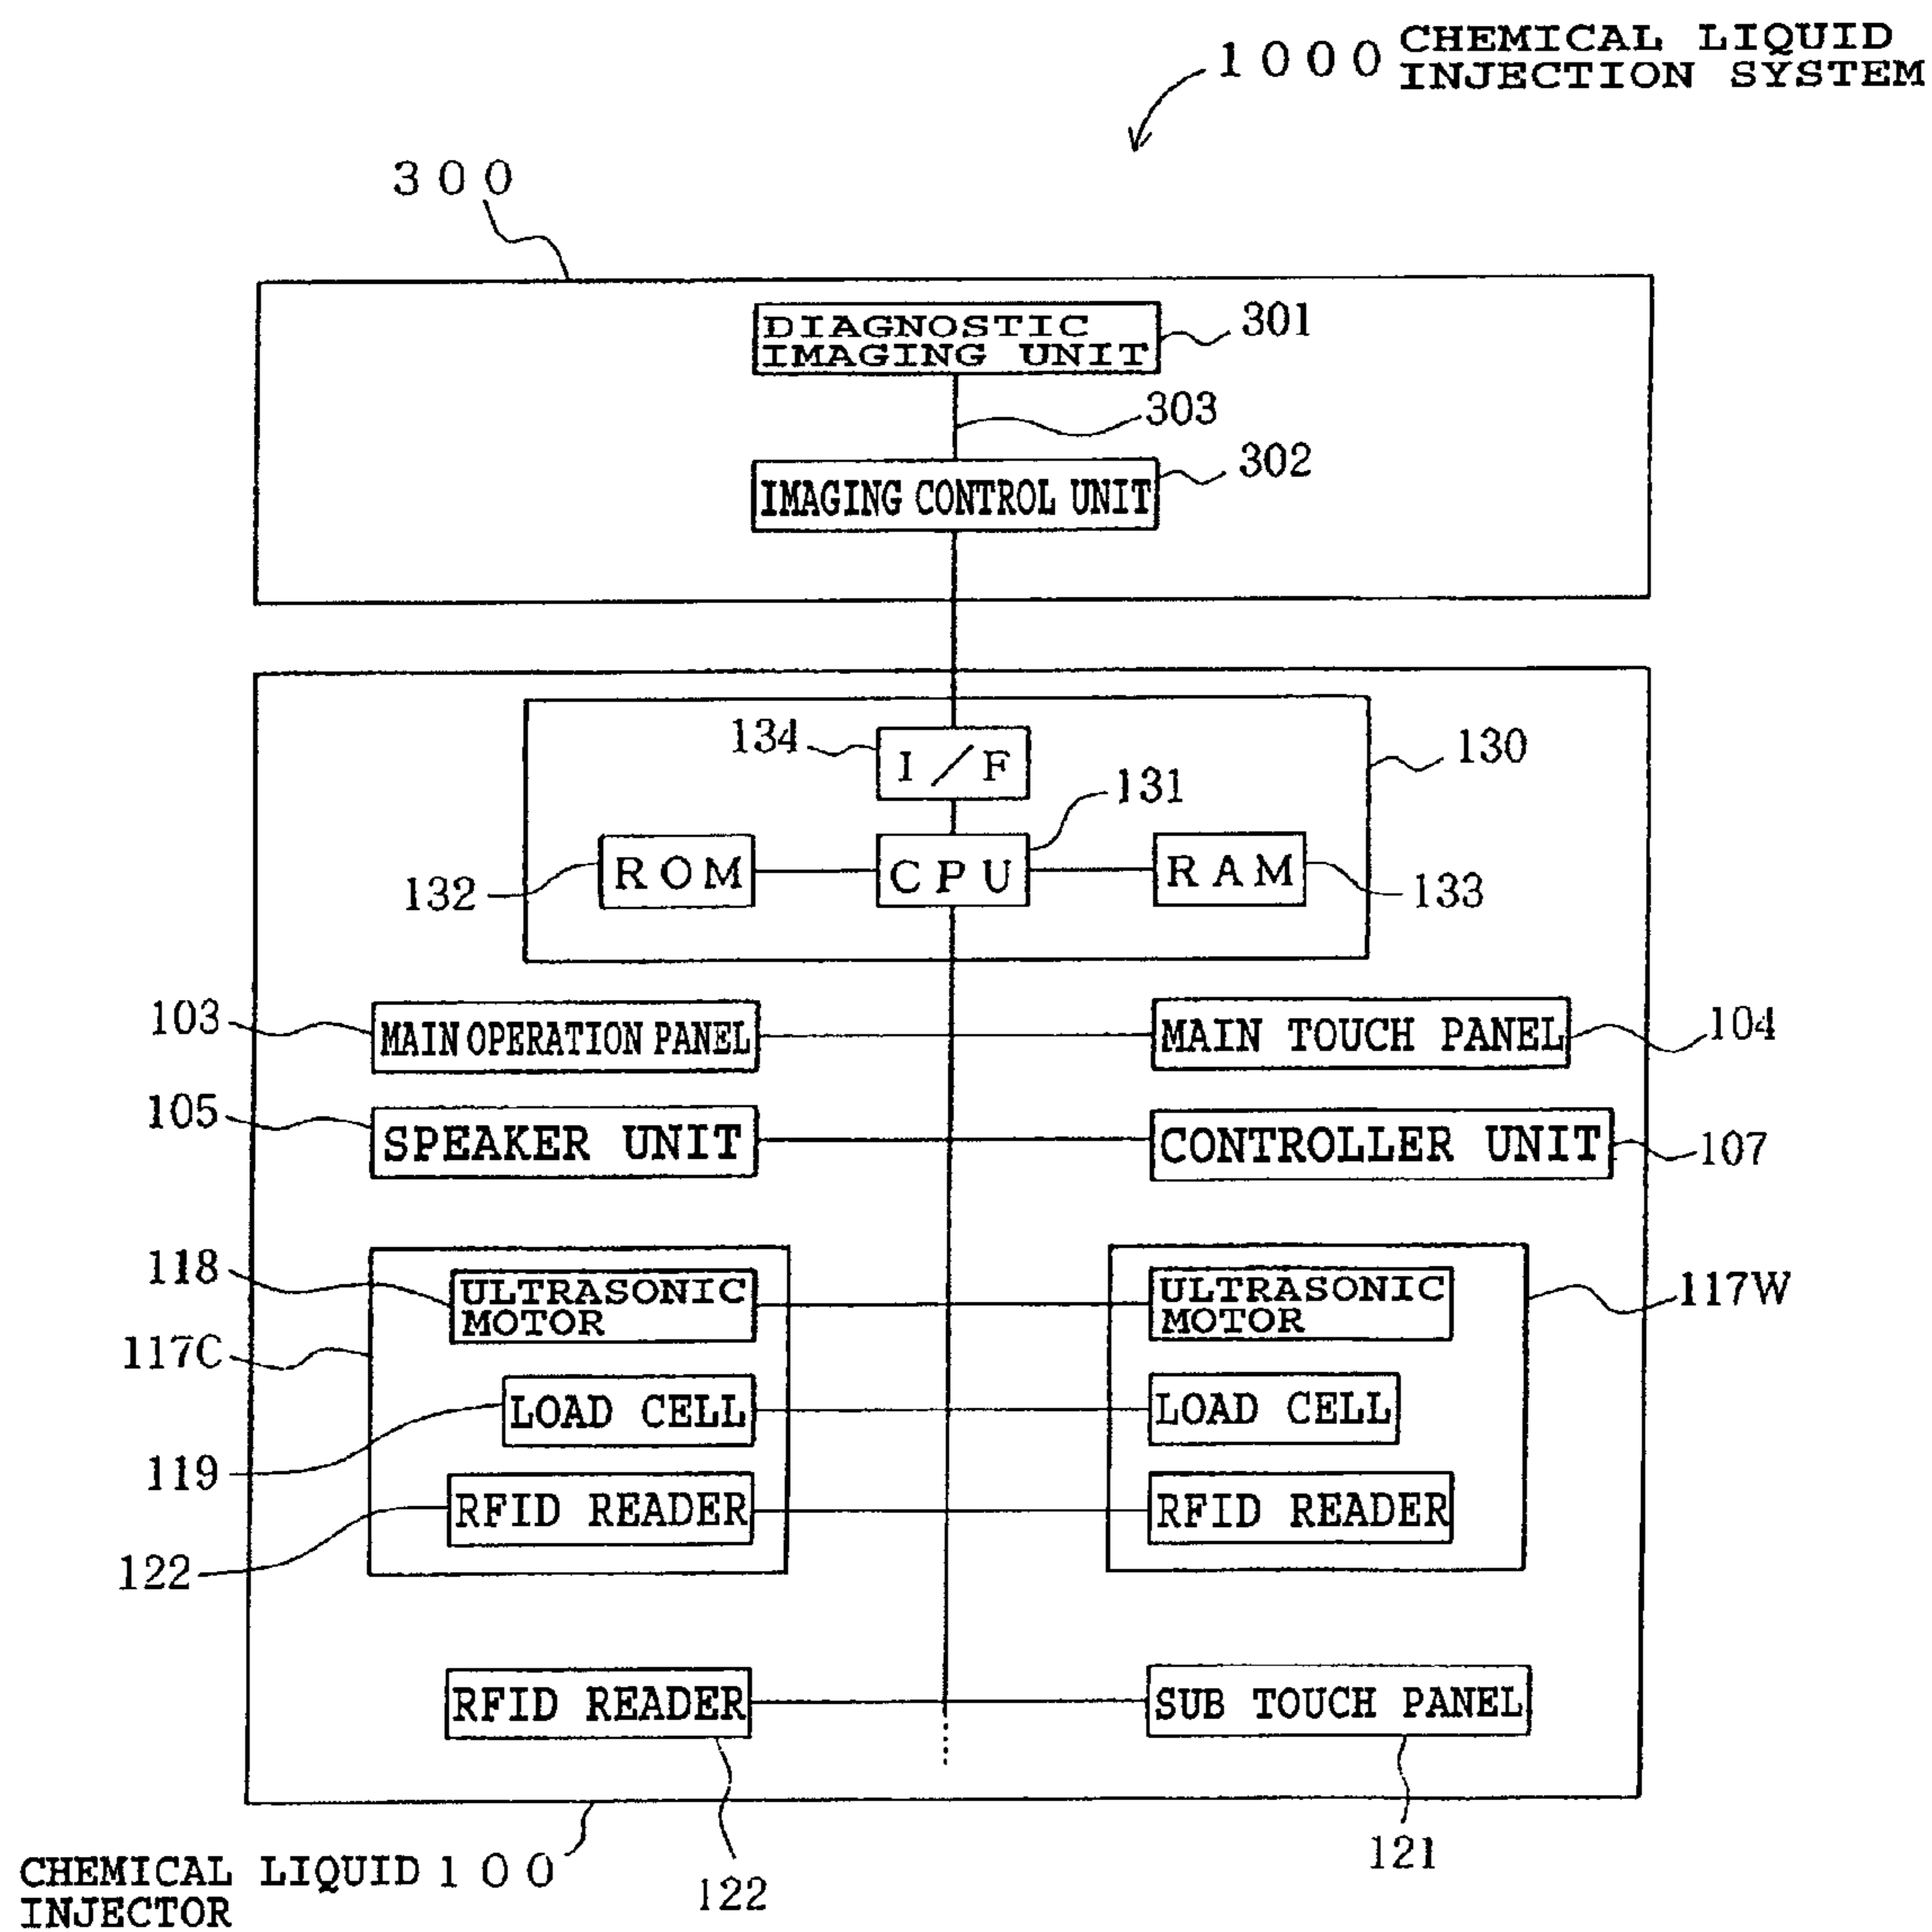 1000 CHEMICAL LIQUID
INJECTION SYSTEM
300
DIAGNOSTIC
IMAGING UNIT
301
303
IMAGING CONTROL UNIT
302
134
I/F
130
131
ROM
CPU
RAM
132
133
103
MAIN OPERATION PANEL
MAIN TOUCH PANEL
104
105
SPEAKER UNIT
CONTROLLER UNIT
107
118
ULTRASONIC
MOTOR
ULTRASONIC
MOTOR
117W
117C
LOAD CELL
LOAD CELL
119
RFID READER
RFID READER
122
RFID READER
SUB TOUCH PANEL
122
121
CHEMICAL LIQUID 100
INJECTOR